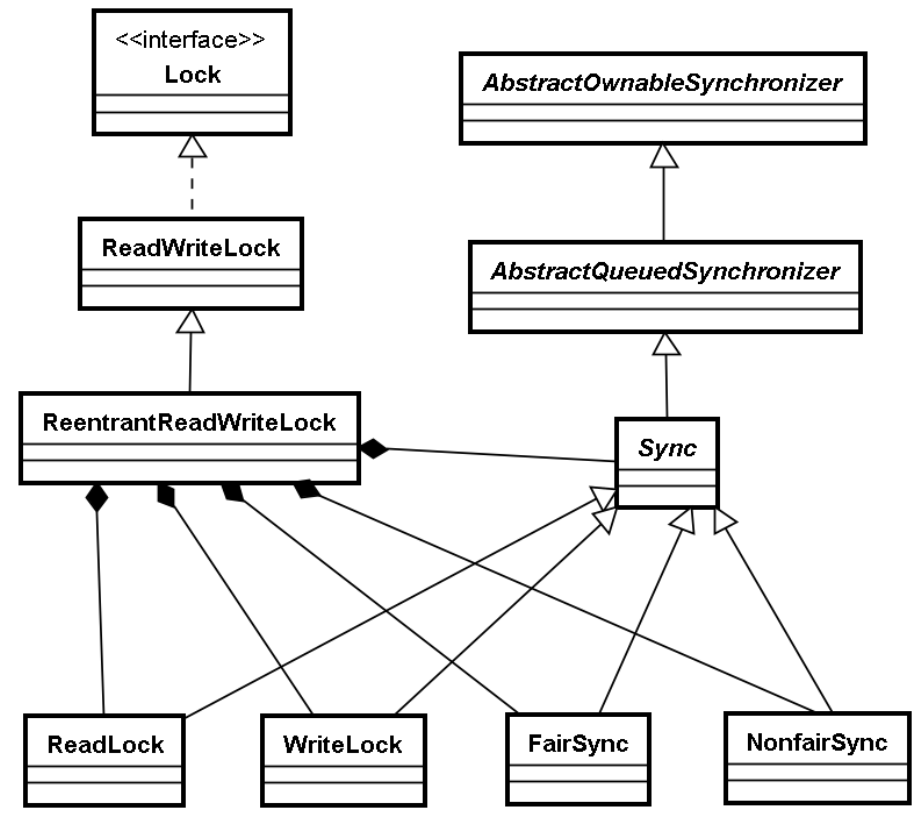 <<interface>>
Lock
AbstractOwnableSynchronizer
ReadWriteLock
AbstractQueuedSynchronizer
ReentrantReadWriteLock
Sync
ReadLock
WriteLock
FairSync
NonfairSync